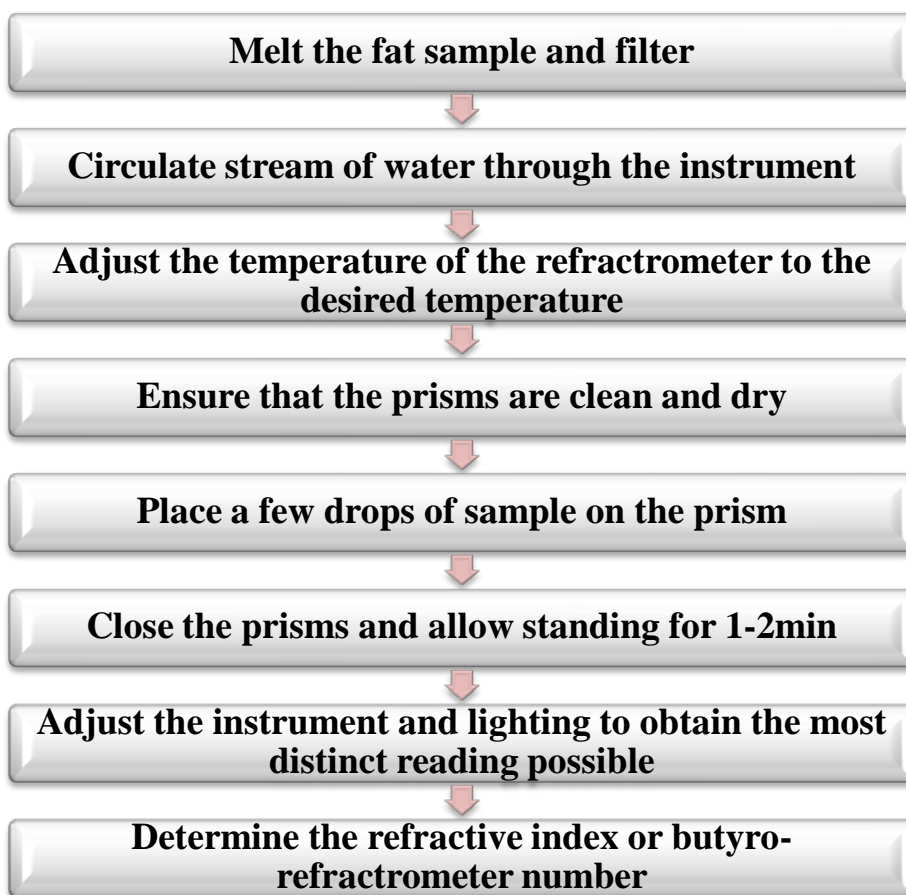 Melt the fat sample and filter
Circulate stream of water through the instrument
Adjust the temperature of the refractrometer to the
desired temperature
Ensure that the prisms are clean and dry
Place a few drops of sample on the prism
Close the prisms and allow standing for 1-2min
Adjust the instrument and lighting to obtain the most
distinct reading possible
Determine the refractive index or butyro-
refractrometer number